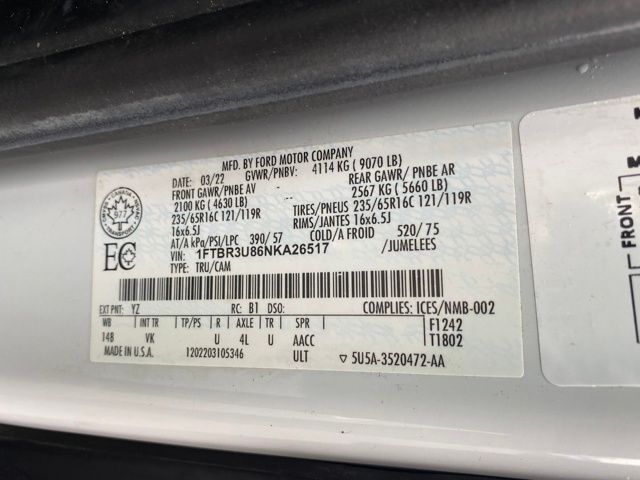 MFD. BY FORD MOTOR COMPANY
DATE: 03/22 GVWR/PNBV: 4114 KG ( 9070 LB)
FRONT GAWR/PNBE AV REAR GAWR/ PNBE AR
2100 KG ( 4630 LB) 2567 KG ( 5660 LB)
235/65R16C 121/119R TIRES/PNEUS 235/65R16C 121/119R
16x6.5J RIMS/JANTES 16x6.5J
AT/A kPa/PSI/LPC 390/ 57 COLD/A FROID 520/ 75
VIN: 1FTBR3U86NKA26517 /JUMELEES
TYPE: TRU/CAM
CANADA
977
TRANSPORT
EC
EXT PNT: YZ RC: B1 DSO: COMPLIES: ICES/NMB-002
WB INT TR TP/PS R AXLE TR SPR F1242
148 VK U 4L U AACC T1802
MADE IN U.S.A. 1202203105346 ULT ▽ 5U5A-3520472-AA
FRONT
REAR